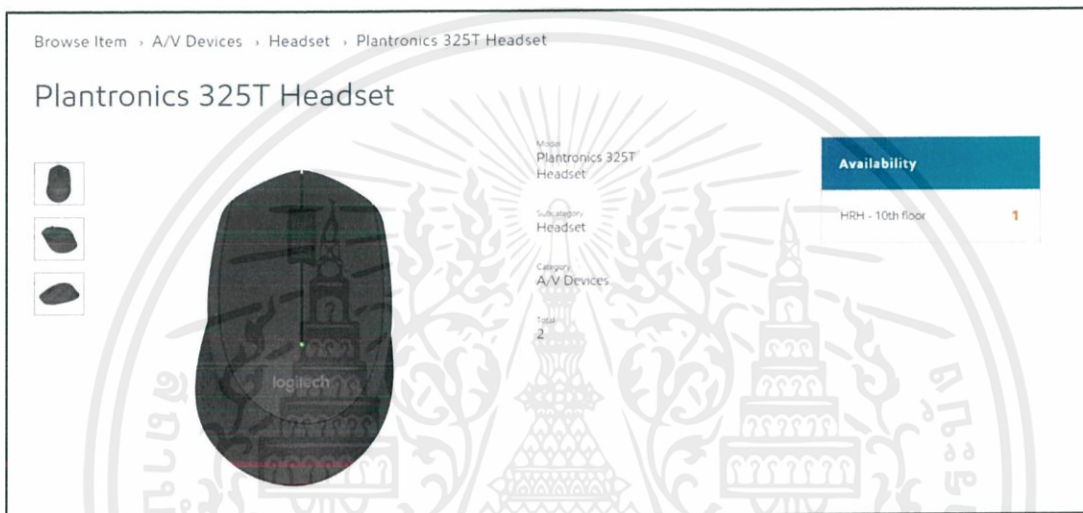 Browse Item › A/V Devices › Headset › Plantronics 325T Headset
Plantronics 325T Headset
Model
Plantronics 325T
Headset
Subcategory
Headset
Category
A/V Devices
Total
2
Availability
HRH - 10th floor 1
logitech